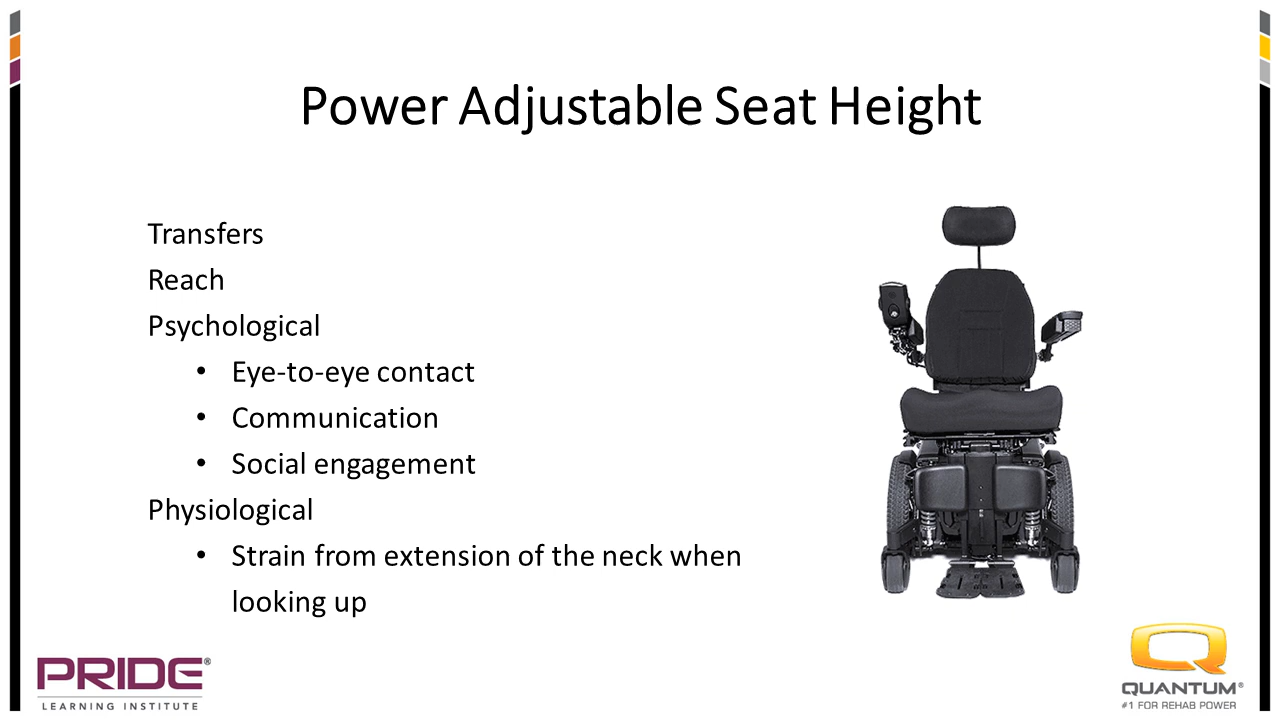 Power Adjustable Seat Height
Transfers
Reach
Psychological
• Eye-to-eye contact
• Communication
• Social engagement
Physiological
• Strain from extension of the neck when
looking up
PRIDE®
LEARNING INSTITUTE
QUANTUM®
#1 FOR REHAB POWER